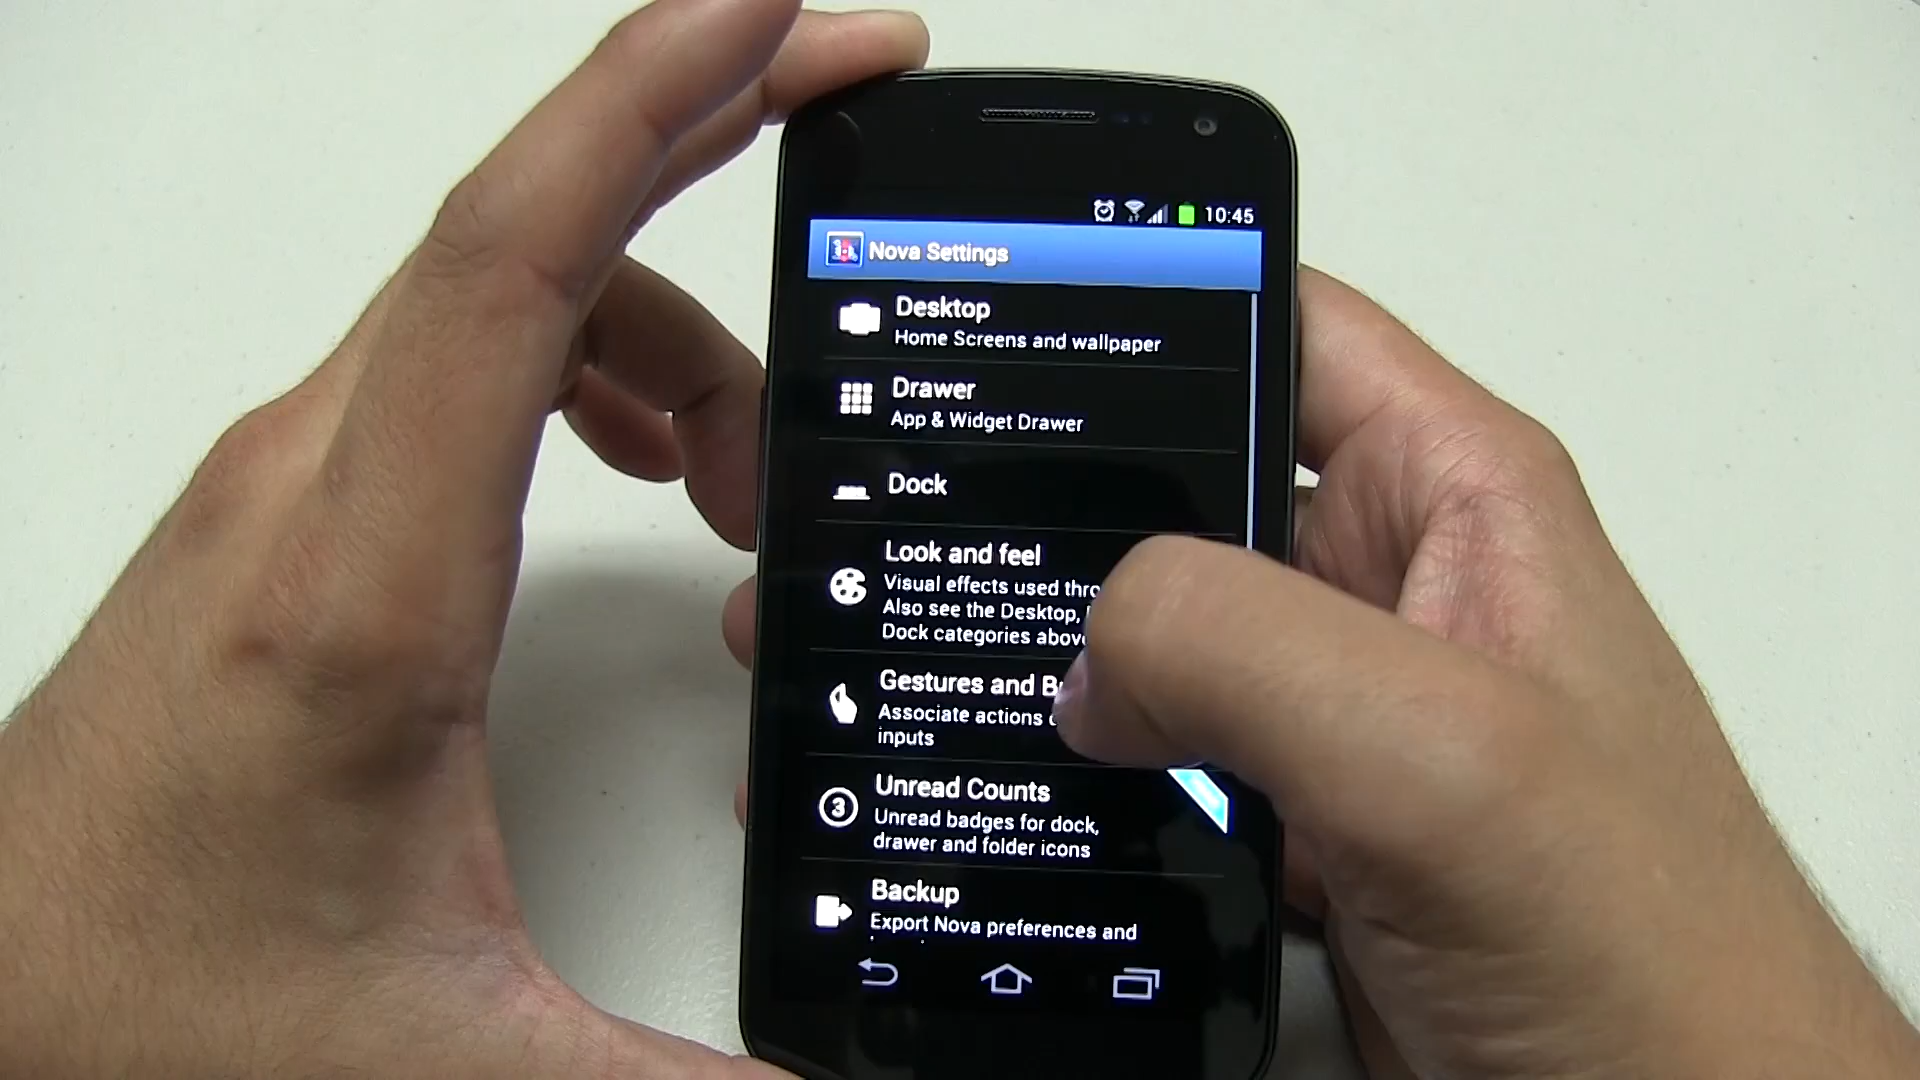 10:45
Nova Settings
Desktop
Home Screens and wallpaper
Drawer
App & Widget Drawer
Dock
Look and feel
Visual effects used
Also see the Desktop,
Dock categories
Gestures and
Associate actions
inputs
3
Unread Counts
Unread badges for dock,
drawer and folder icons
Backup
Export Nova preferences and